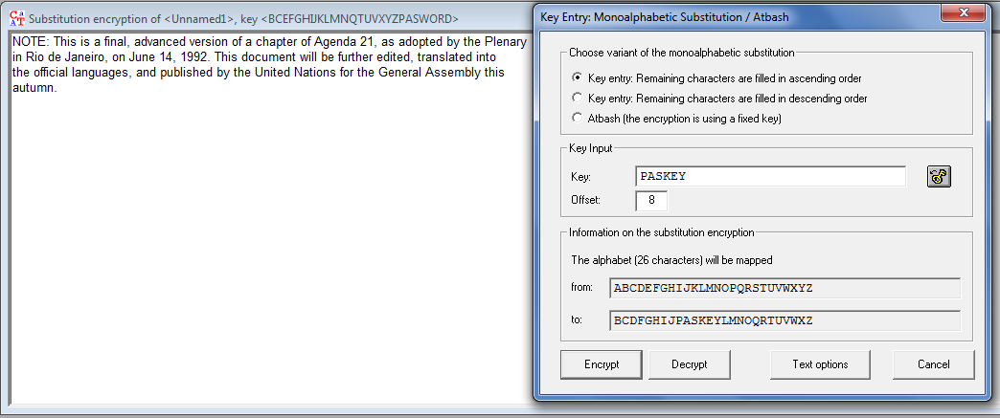 Substitution encryption of <Unnamed1>, key <BCEFGHIJKLMNQTUVXYZPASWORD>
NOTE: This is a final, advanced version of a chapter of Agenda 21, as adopted by the Plenary
in Rio de Janeiro, on June 14, 1992. This document will be further edited, translated into
the official languages, and published by the United Nations for the General Assembly this
autumn.
Key Entry: Monoalphabetic Substitution / Atbash
Choose variant of the monoalphabetic substitution
Key entry: Remaining characters are filled in ascending order
Key entry: Remaining characters are filled in descending order
Atbash (the encryption is using a fixed key)
Key Input
Key: PASKEY
Offset: 8
Information on the substitution encryption
The alphabet (26 characters) will be mapped
from: ABCDEFGHIJKLMNOPQRSTUVWXYZ
to: BCDFGHIJPASKEYLMNOQRTUVWXZ
Encrypt Decrypt Text options Cancel